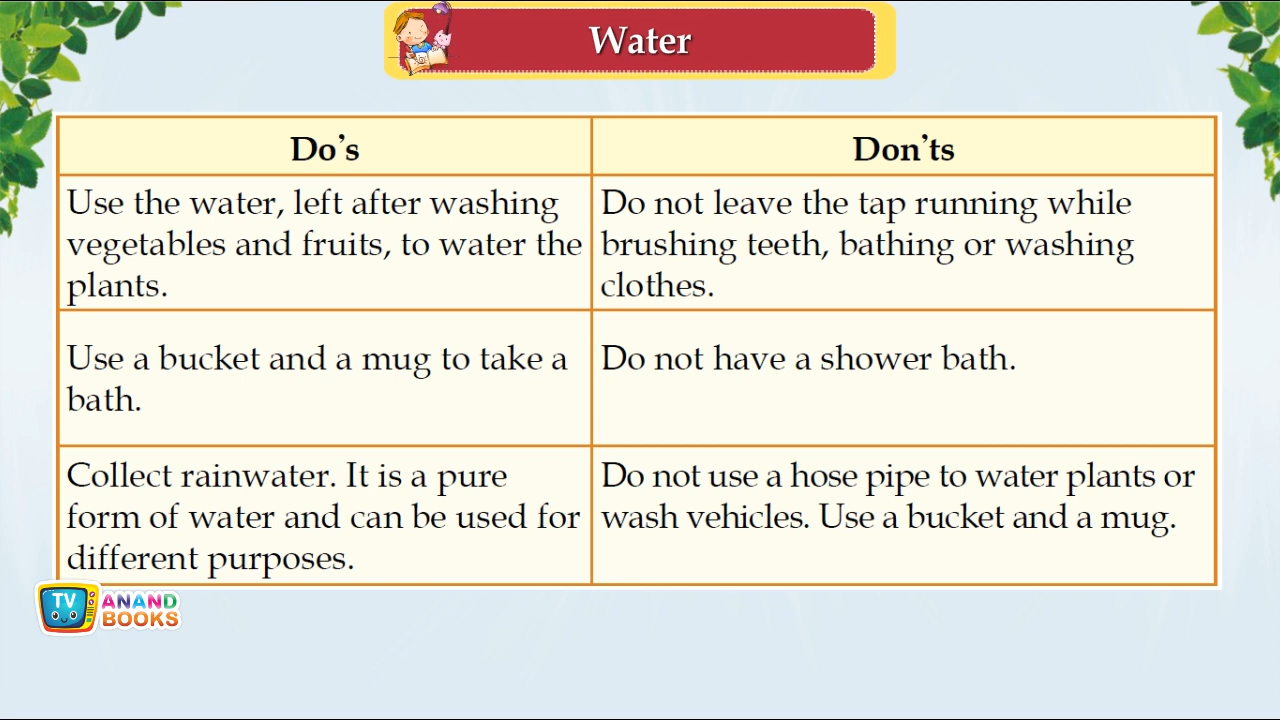 Water
Do’s
Don’ts
Use the water, left after washing
vegetables and fruits, to water the
plants.
Do not leave the tap running while
brushing teeth, bathing or washing
clothes.
Use a bucket and a mug to take a
bath.
Do not have a shower bath.
Collect rainwater. It is a pure
form of water and can be used for
different purposes.
Do not use a hose pipe to water plants or
wash vehicles. Use a bucket and a mug.
TV
ANAND
BOOKS